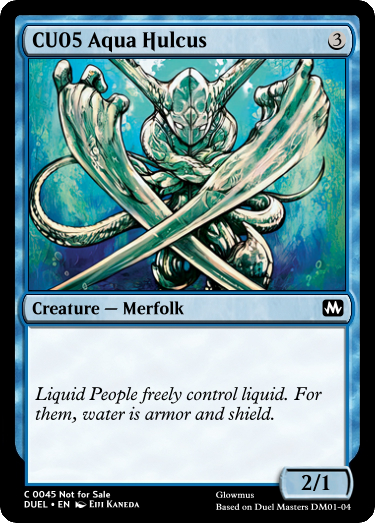 CU05 Aqua Hulcus 3
Creature — Merfolk
Liquid People freely control liquid. For
them, water is armor and shield.
2/1
C 0045 Not for Sale
DUEL • EN Eiji Kaneda
Glowmus
Based on Duel Masters DM01-04